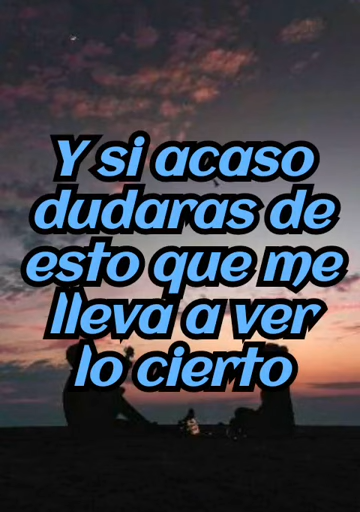 Y si acaso
dudaras de
esto que me
lleva a ver
lo cierto